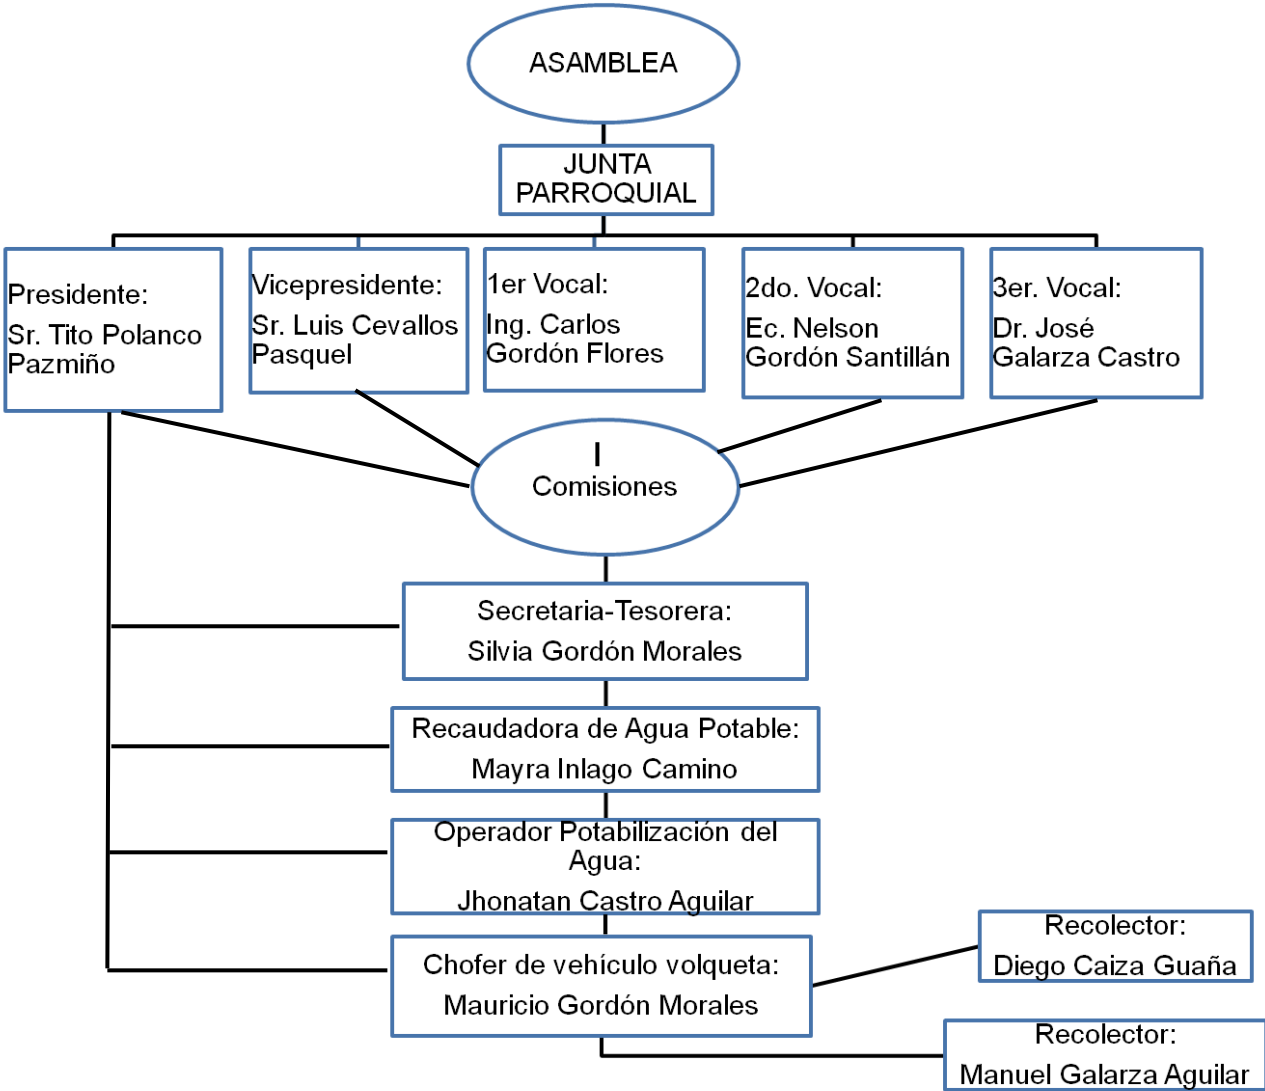 ASAMBLEA
JUNTA
PARROQUIAL
Presidente:
Sr. Tito Polanco
Pazmiño
Vicepresidente:
Sr. Luis Cevallos
Pasquel
1er Vocal:
Ing. Carlos
Gordón Flores
2do. Vocal:
Ec. Nelson
Gordón Santillán
3er. Vocal:
Dr. José
Galarza Castro
Comisiones
Secretaria-Tesorera:
Silvia Gordón Morales
Recaudadora de Agua Potable:
Mayra Inlago Camino
Operador Potabilización del
Agua:
Jhonatan Castro Aguilar
Chofer de vehículo volqueta:
Mauricio Gordón Morales
Recolector:
Diego Caiza Guaña
Recolector:
Manuel Galarza Aguilar